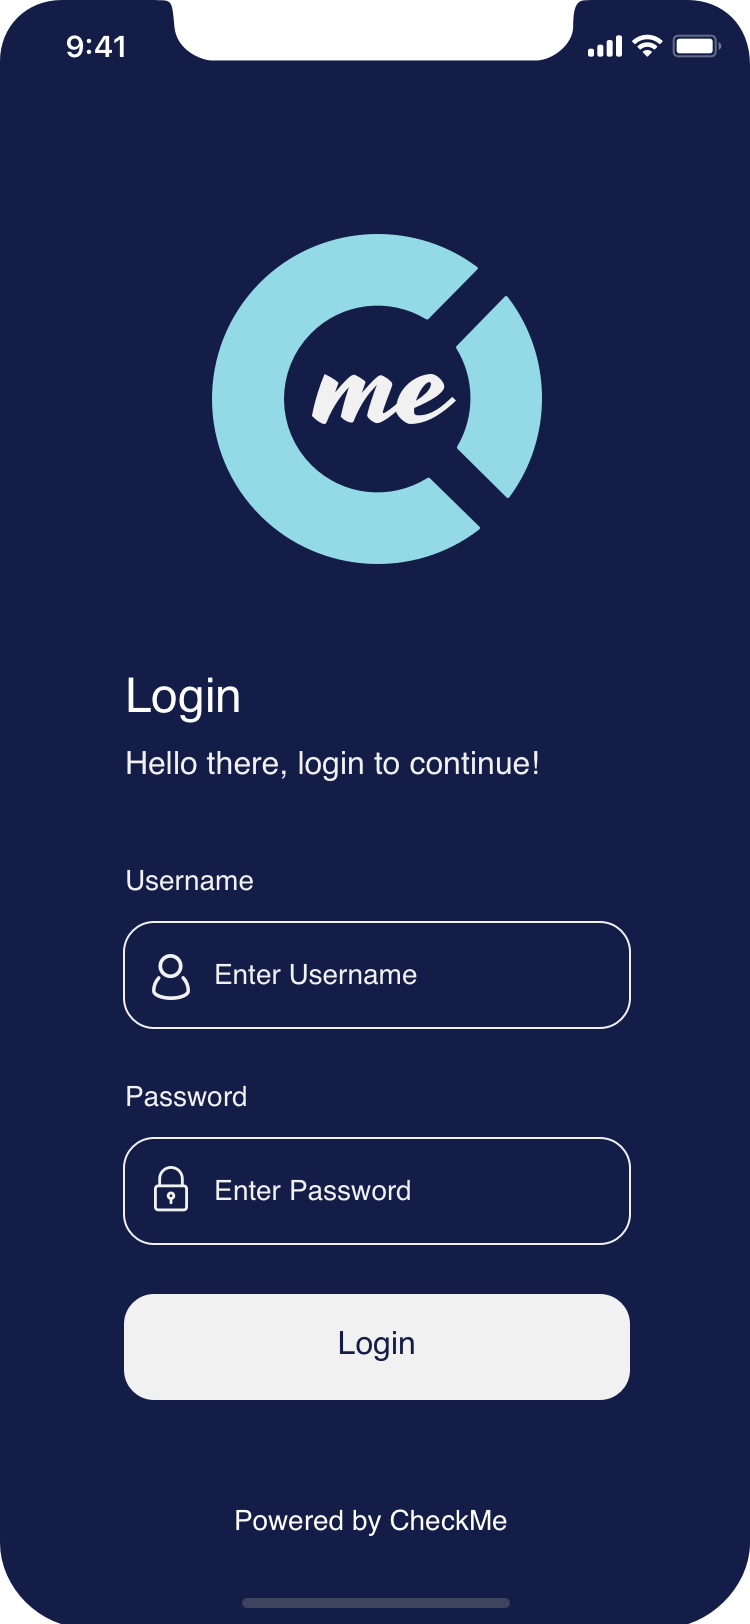 9:41
me
Login
Hello there, login to continue!
Username
Enter Username
Password
Enter Password
Login
Powered by CheckMe